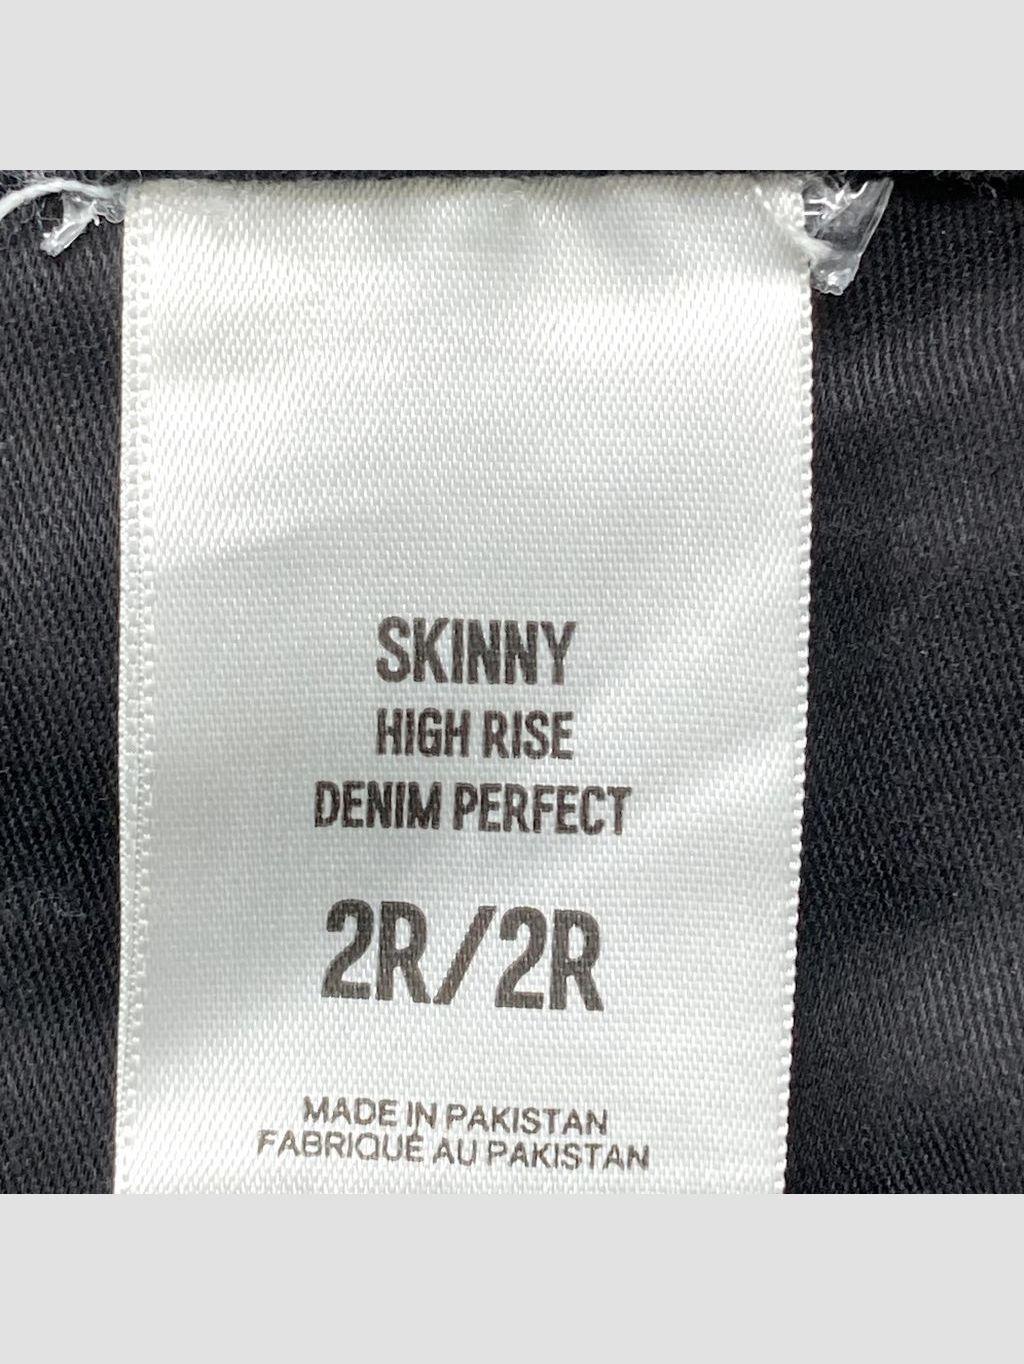 SKINNY
HIGH RISE
DENIM PERFECT
2R/2R
MADE IN PAKISTAN
FABRIQUÉ AU PAKISTAN